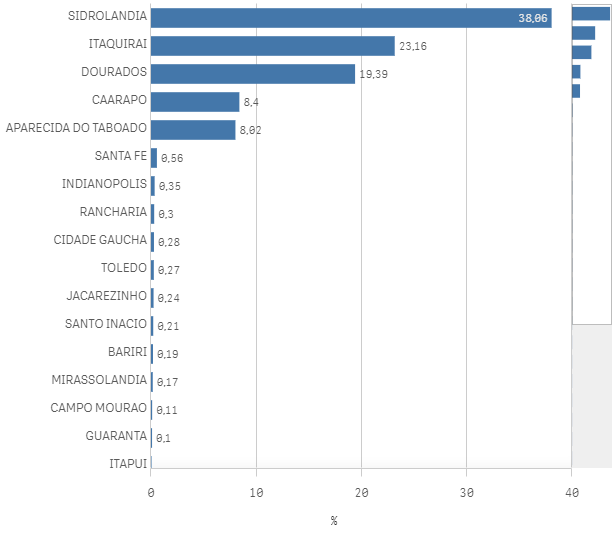 SIDROLANDIA 38,06
ITAQUIRAI 23,16
DOURADOS 19,39
CAARAPO 8,4
APARECIDA DO TABOADO 8,02
SANTA FE 0,56
INDIANOPOLIS 0,35
RANCHARIA 0,3
CIDADE GAUCHA 0,28
TOLEDO 0,27
JACAREZINHO 0,24
SANTO INACIO 0,21
BARIRI 0,19
MIRASSOLANDIA 0,17
CAMPO MOURAO 0,11
GUARANTA 0,1
ITAPUI
0 10 20 30 40
%